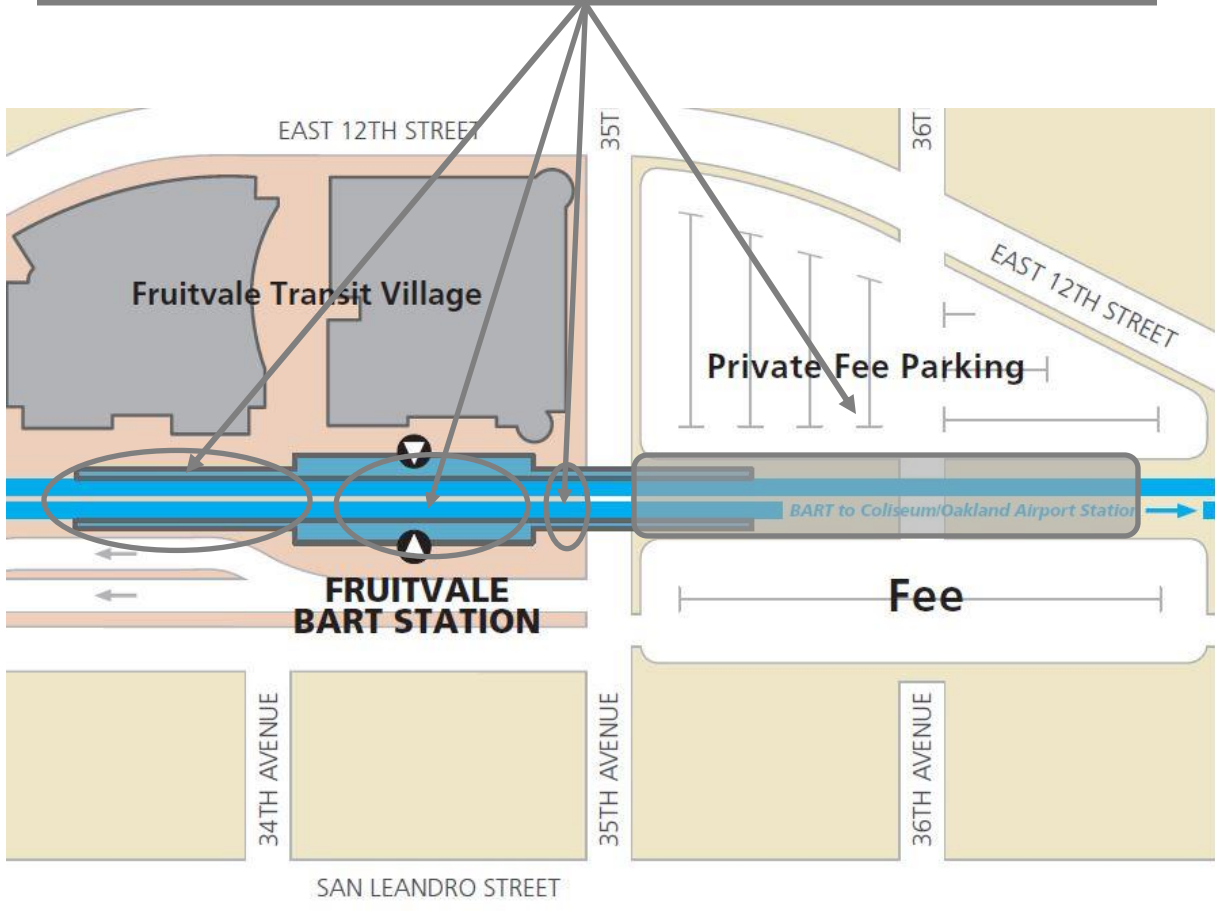 EAST 12TH STREET
35T
36T
EAST 12TH STREET
Fruitvale Transit Village
Private Fee Parking
BART to Coliseum/Oakland Airport Station
FRUITVALE
BART STATION
Fee
34TH AVENUE
35TH AVENUE
36TH AVENUE
SAN LEANDRO STREET